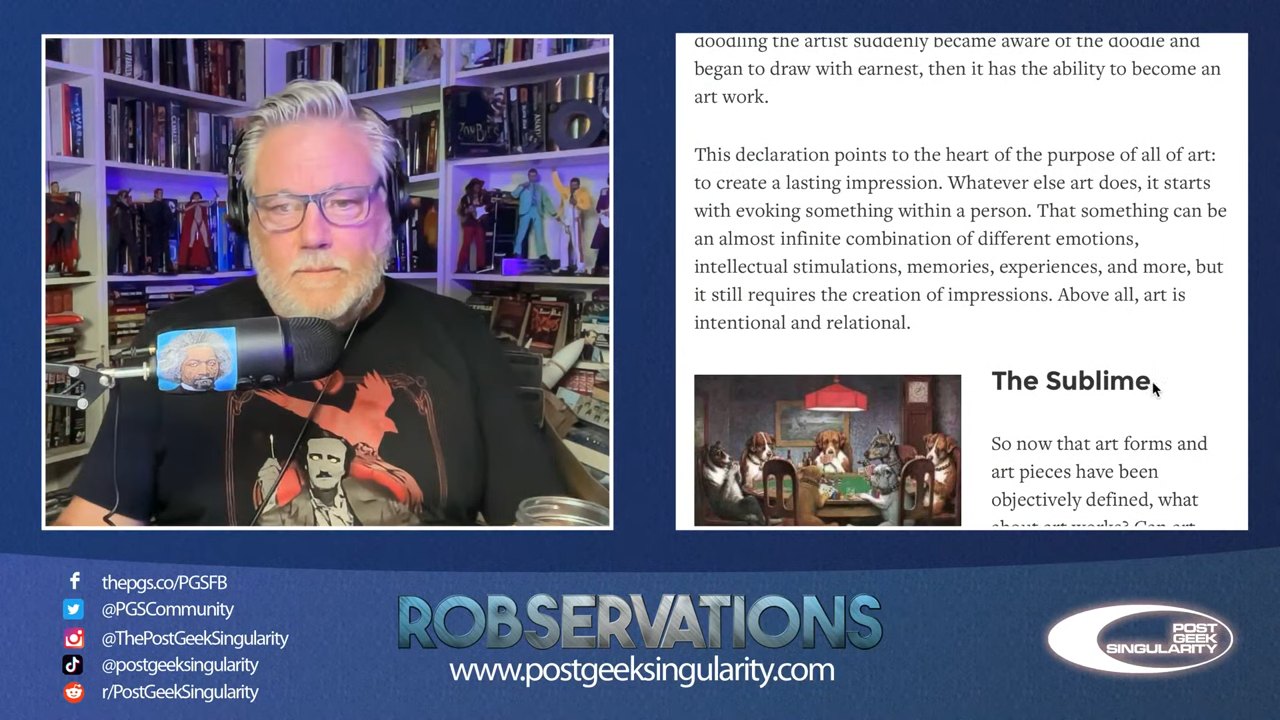 doodling the artist suddenly became aware of the doodle and
began to draw with earnest, then it has the ability to become an
art work.
This declaration points to the heart of the purpose of all of art:
to create a lasting impression. Whatever else art does, it starts
with evoking something within a person. That something can be
an almost infinite combination of different emotions,
intellectual stimulations, memories, experiences, and more, but
it still requires the creation of impressions. Above all, art is
intentional and relational.
The Sublime
So now that art forms and
art pieces have been
objectively defined, what
about art works? Can art
thepgs.co/PGSFB
@PGSCommunity
@ThePostGeekSingularity
@postgeeksingularity
r/PostGeekSingularity
ROBSERVATIONS
www.postgeeksingularity.com
POST
GEEK
SINGULARITY